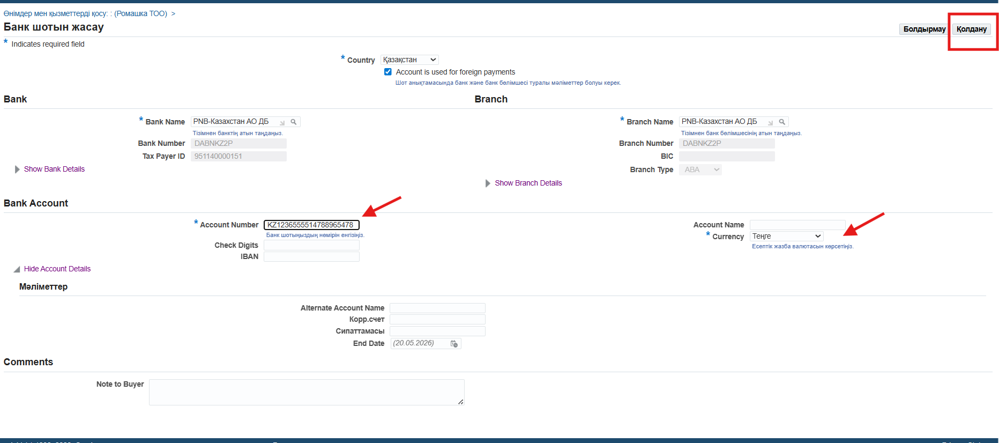 Өнімдер мен қызметтерді қосу: : (Ромашка ТОО) >
Банк шотын жасау
Болдырмау Қолдану
* Indicates required field
* Country Қазақстан
Account is used for foreign payments
Шот анықтамасында банк және банк бөлімшесі туралы мәліметтер болуы керек.
Bank
* Bank Name PNB-Казахстан АО ДБ
Тізімнен банктің атын таңдаңыз.
Bank Number DABNKZ2P
Tax Payer ID 951140000151
Show Bank Details
Branch
* Branch Name PNB-Казахстан АО ДБ
Тізімнен банк бөлімшесінің атын таңдаңыз.
Branch Number DABNKZ2P
BIC
Branch Type ABA
Show Branch Details
Bank Account
* Account Number KZ1236555514788965478
Банк шотыңыздың нөмірін енгізіңіз.
Check Digits
IBAN
Account Name
* Currency Теңге
Есептік жазба валютасын көрсетіңіз.
Hide Account Details
Мәліметтер
Alternate Account Name
Корр.счет
Сипаттамасы
End Date (20.05.2026)
Comments
Note to Buyer